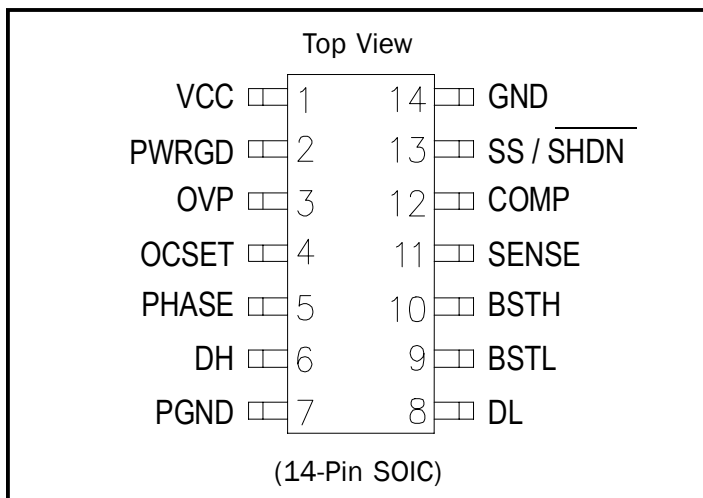 Top View
VCC 1 14 GND
PWRGD 2 13 SS / SHDN
OVP 3 12 COMP
OCSET 4 11 SENSE
PHASE 5 10 BSTH
DH 6 9 BSTL
PGND 7 8 DL
(14-Pin SOIC)